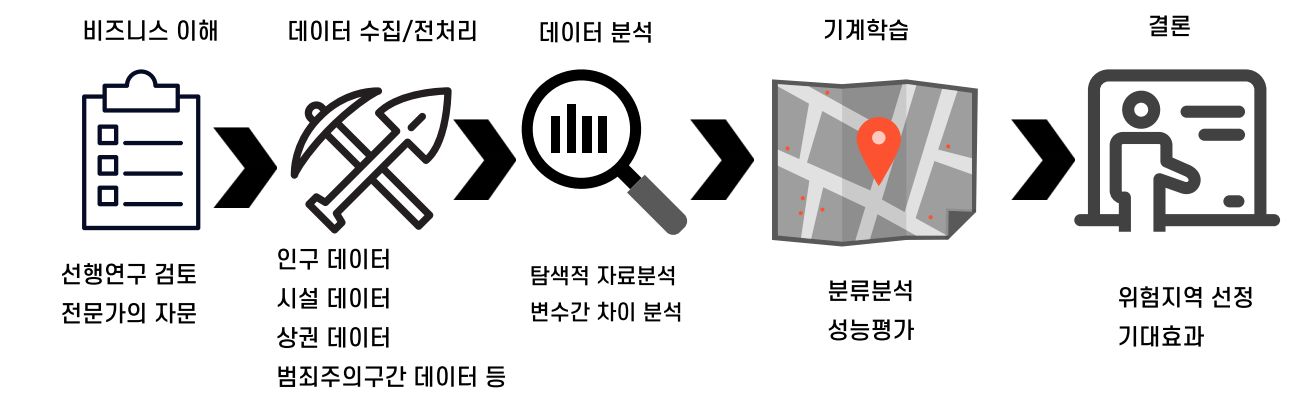 비즈니스 이해
데이터 수집/전처리
데이터 분석
기계학습
결론
선행연구 검토
전문가의 자문
인구 데이터
시설 데이터
상권 데이터
범죄주의구간 데이터 등
탐색적 자료분석
변수간 차이 분석
분류분석
성능평가
위험지역 선정
기대효과